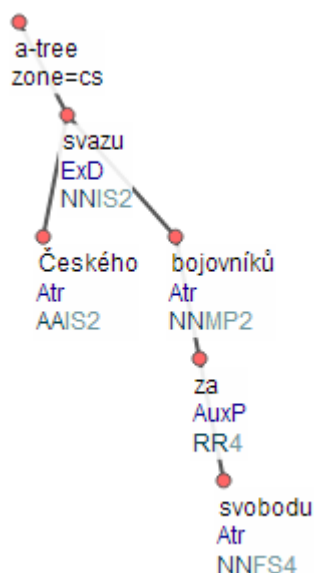 a-tree
zone=cs
svazu
ExD
NNIS2
Českého
Atr
AAIS2
bojovníků
Atr
NNMP2
za
AuxP
RR4
svobodu
Atr
NNFS4